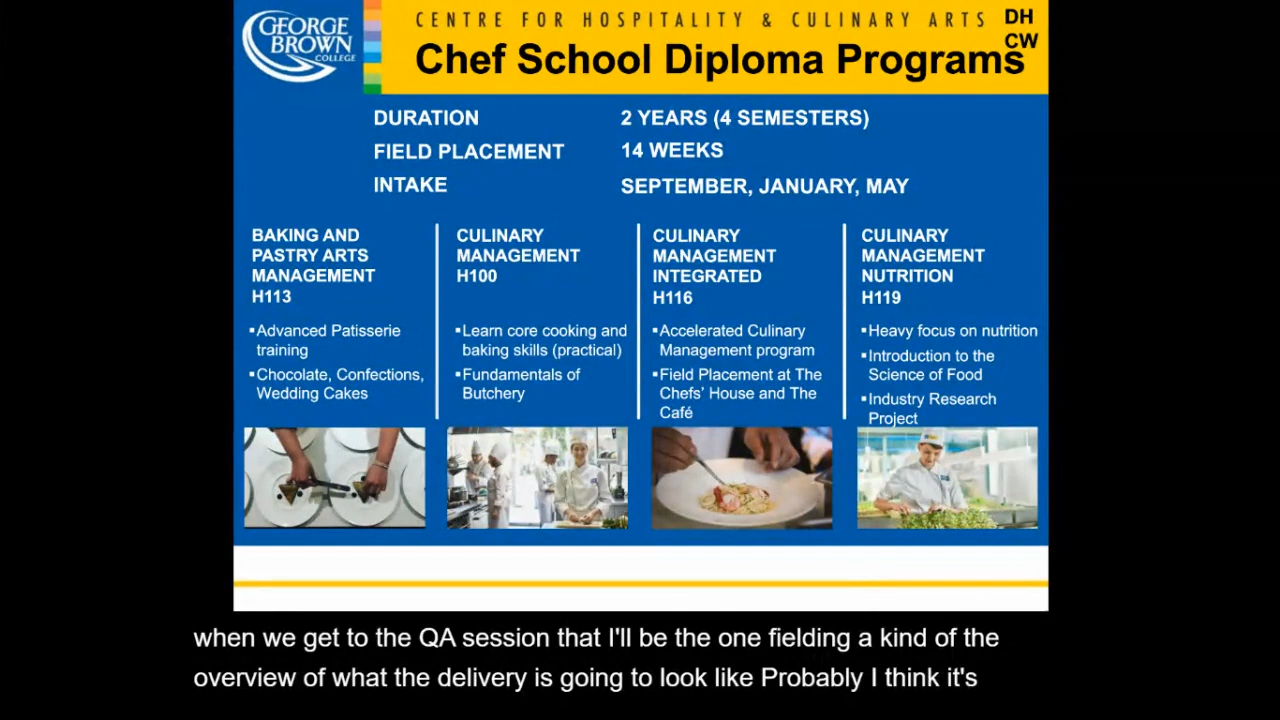 GEORGE
BROWN
COLLEGE
CENTRE FOR HOSPITALITY & CULINARY ARTS
DH
CW
Chef School Diploma Programs
DURATION 2 YEARS (4 SEMESTERS)
FIELD PLACEMENT 14 WEEKS
INTAKE SEPTEMBER, JANUARY, MAY
BAKING AND
PASTRY ARTS
MANAGEMENT
H113
▪Advanced Patisserie
training
▪Chocolate, Confections,
Wedding Cakes
CULINARY
MANAGEMENT
H100
▪Learn core cooking and
baking skills (practical)
▪Fundamentals of
Butchery
CULINARY
MANAGEMENT
INTEGRATED
H116
▪Accelerated Culinary
Management program
▪Field Placement at The
Chefs’ House and The
Café
CULINARY
MANAGEMENT
NUTRITION
H119
▪Heavy focus on nutrition
▪Introduction to the
Science of Food
▪Industry Research
Project
when we get to the QA session that I'll be the one fielding a kind of the
overview of what the delivery is going to look like Probably I think it's